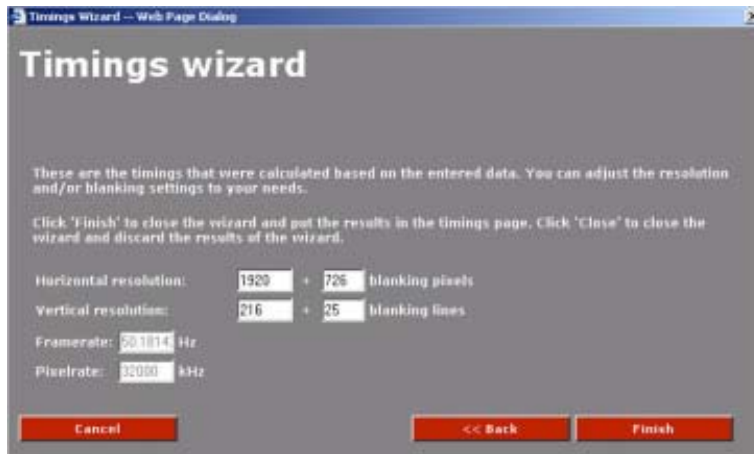 Timings Wizard -- Web Page Dialog
Timings wizard
These are the timings that were calculated based on the entered data. You can adjust the resolution
and/or blanking settings to your needs.
Click 'Finish' to close the wizard and put the results in the timings page. Click 'Close' to close the
wizard and discard the results of the wizard.
Horizontal resolution: 1920 + 726 blanking pixels
Vertical resolution: 216 + 25 blanking lines
Framerate: 50.1814 Hz
Pixelrate: 32000 kHz
Cancel << Back Finish